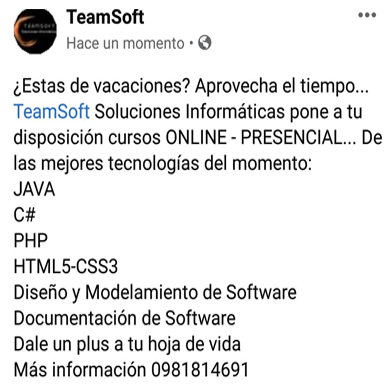 TEAMSOFT
TeamSoft
Hace un momento
¿Estas de vacaciones? Aprovecha el tiempo...
TeamSoft Soluciones Informáticas pone a tu
disposición cursos ONLINE - PRESENCIAL... De
las mejores tecnologías del momento:
JAVA
C#
PHP
HTML5-CSS3
Diseño y Modelamiento de Software
Documentación de Software
Dale un plus a tu hoja de vida
Más información 0981814691